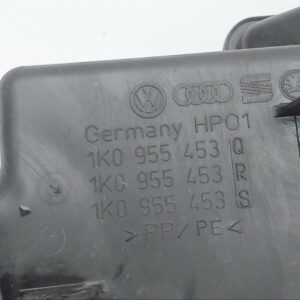 Germany HP01
1K0 955 453 Q
1K0 955 453 R
1K0 955 453 S
>PP/PE<